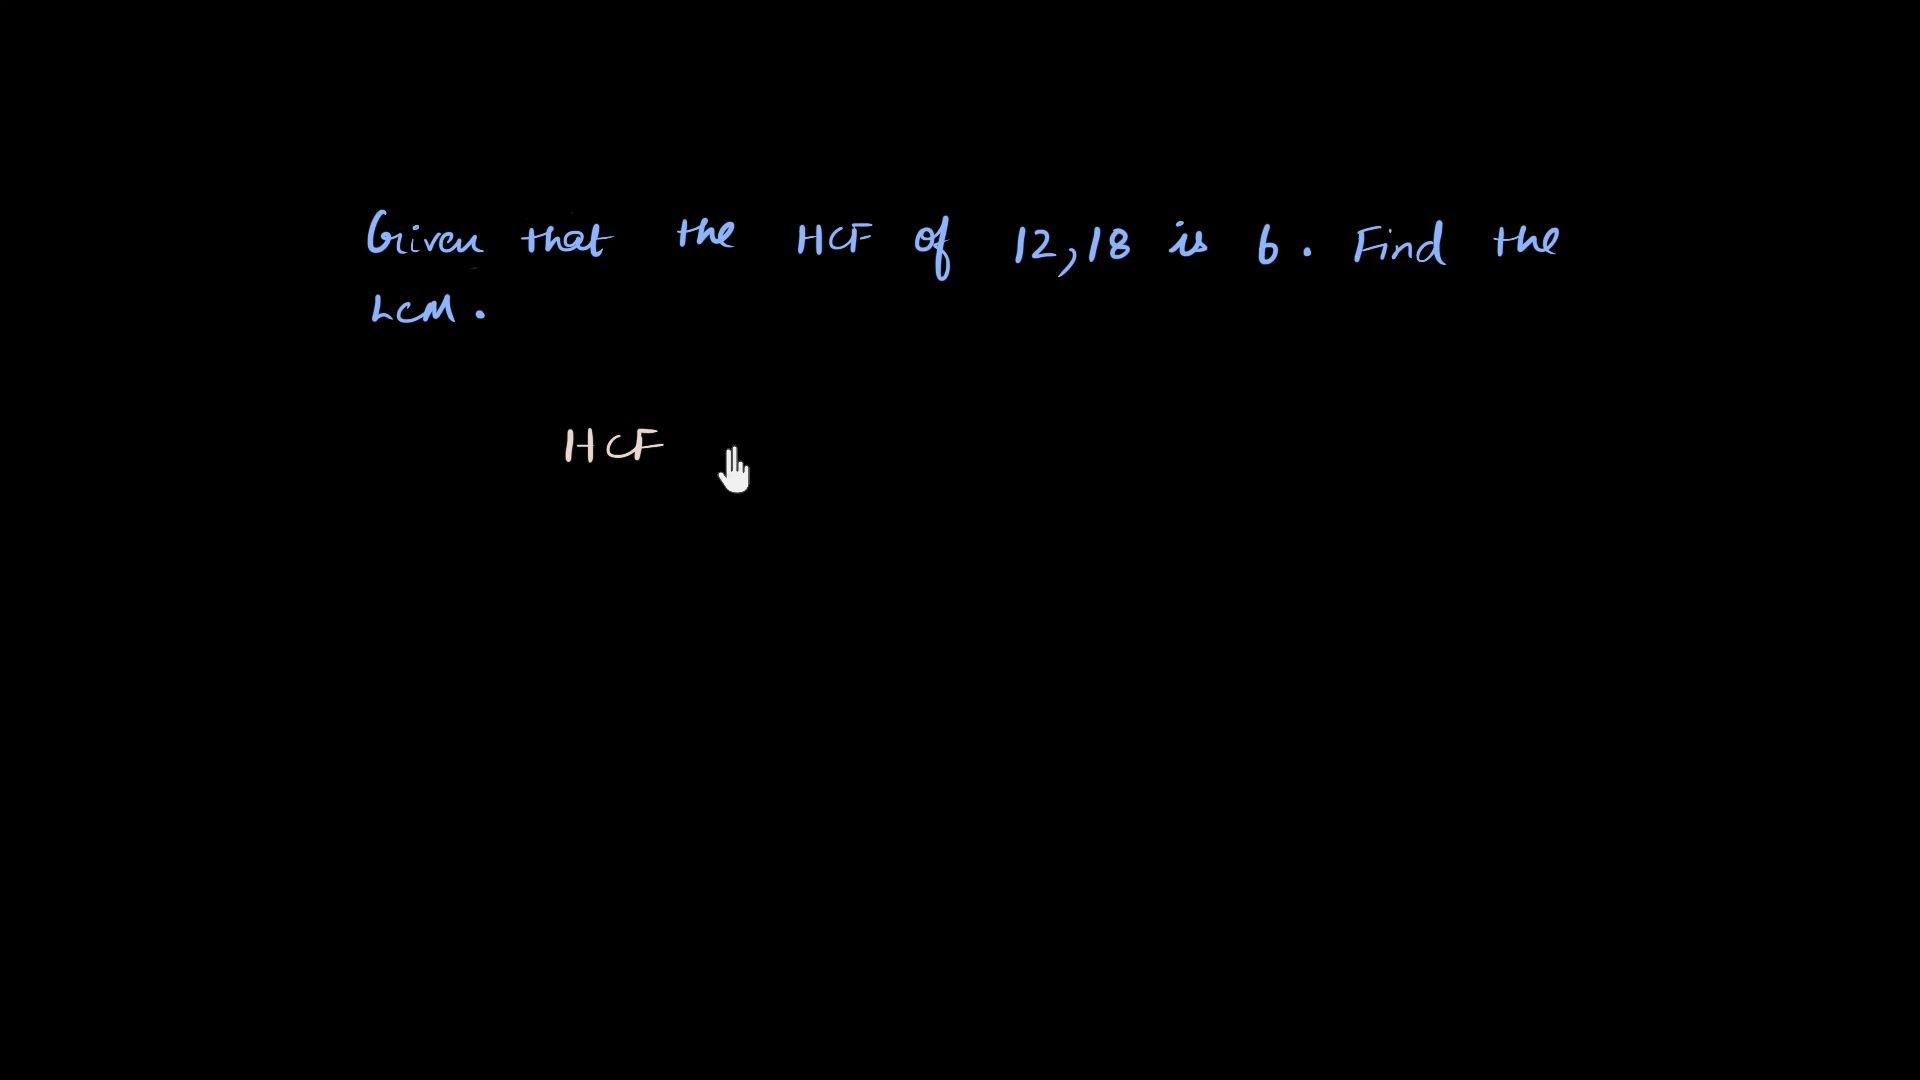 Given that the HCF of 12,18 is 6. Find the
LCM.
HCF